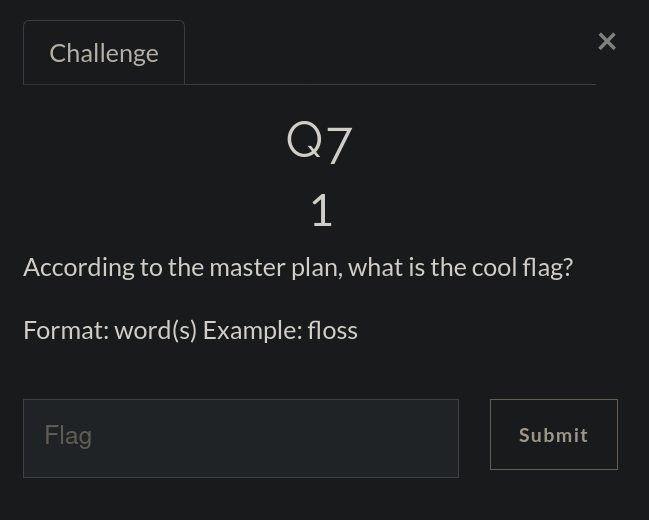 Challenge
×
Q7
1
According to the master plan, what is the cool flag?
Format: word(s) Example: floss
Flag
Submit